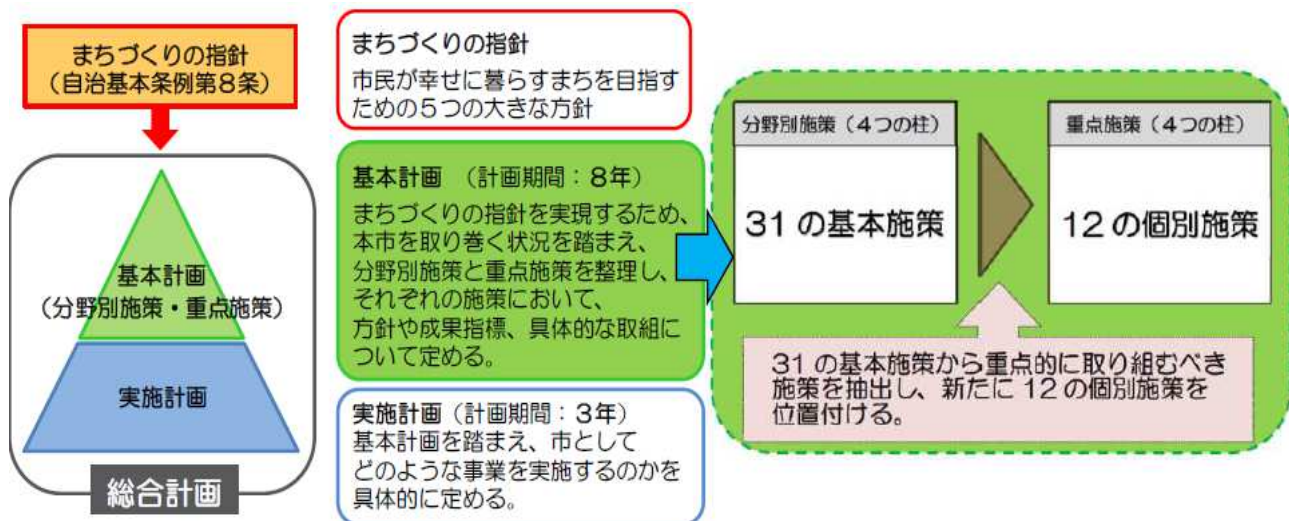 まちづくりの指針
（自治基本条例第8条）
基本計画
（分野別施策・重点施策）
実施計画
総合計画
まちづくりの指針
市民が幸せに暮らすまちを目指す
ための5つの大きな方針
基本計画　（計画期間：8年）
まちづくりの指針を実現するため、
本市を取り巻く状況を踏まえ、
分野別施策と重点施策を整理し、
それぞれの施策において、
方針や成果指標、具体的な取組に
ついて定める。
実施計画（計画期間：3年）
基本計画を踏まえ、市として
どのような事業を実施するのかを
具体的に定める。
分野別施策（4つの柱）
31の基本施策
重点施策（4つの柱）
12の個別施策
31の基本施策から重点的に取り組むべき
施策を抽出し、新たに12の個別施策を
位置付ける。